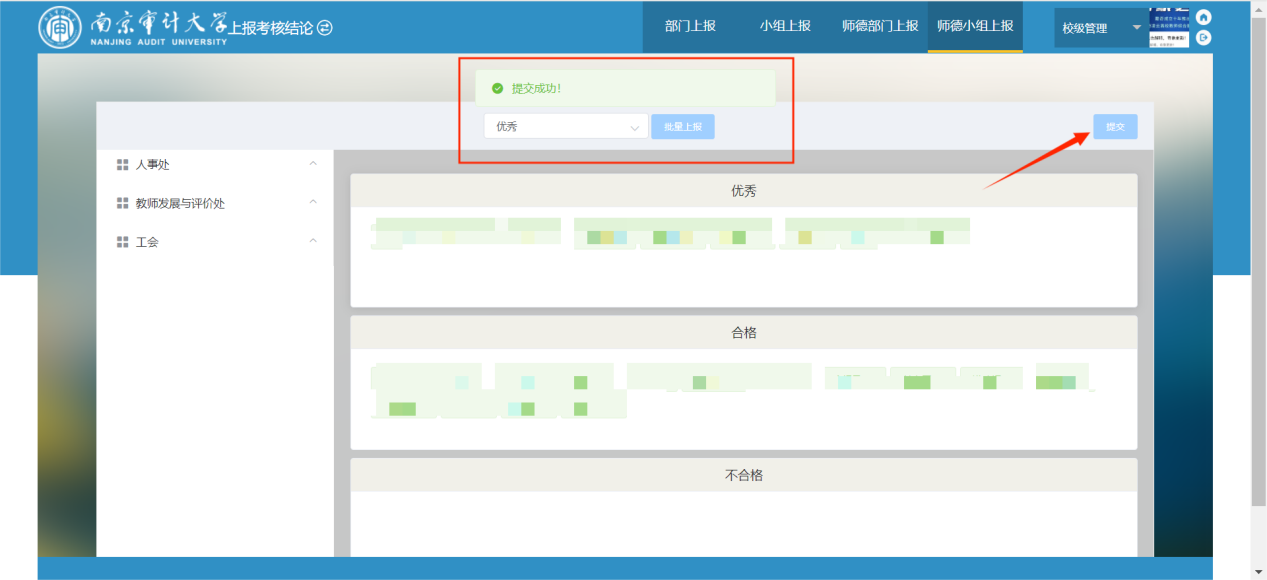 南京审计大学上报考核结论
NANJING AUDIT UNIVERSITY
部门上报 小组上报 师德部门上报 师德小组上报 校级管理
提交成功!
优秀 批量上报 提交
人事处
教师发展与评价处
工会
优秀
合格
不合格